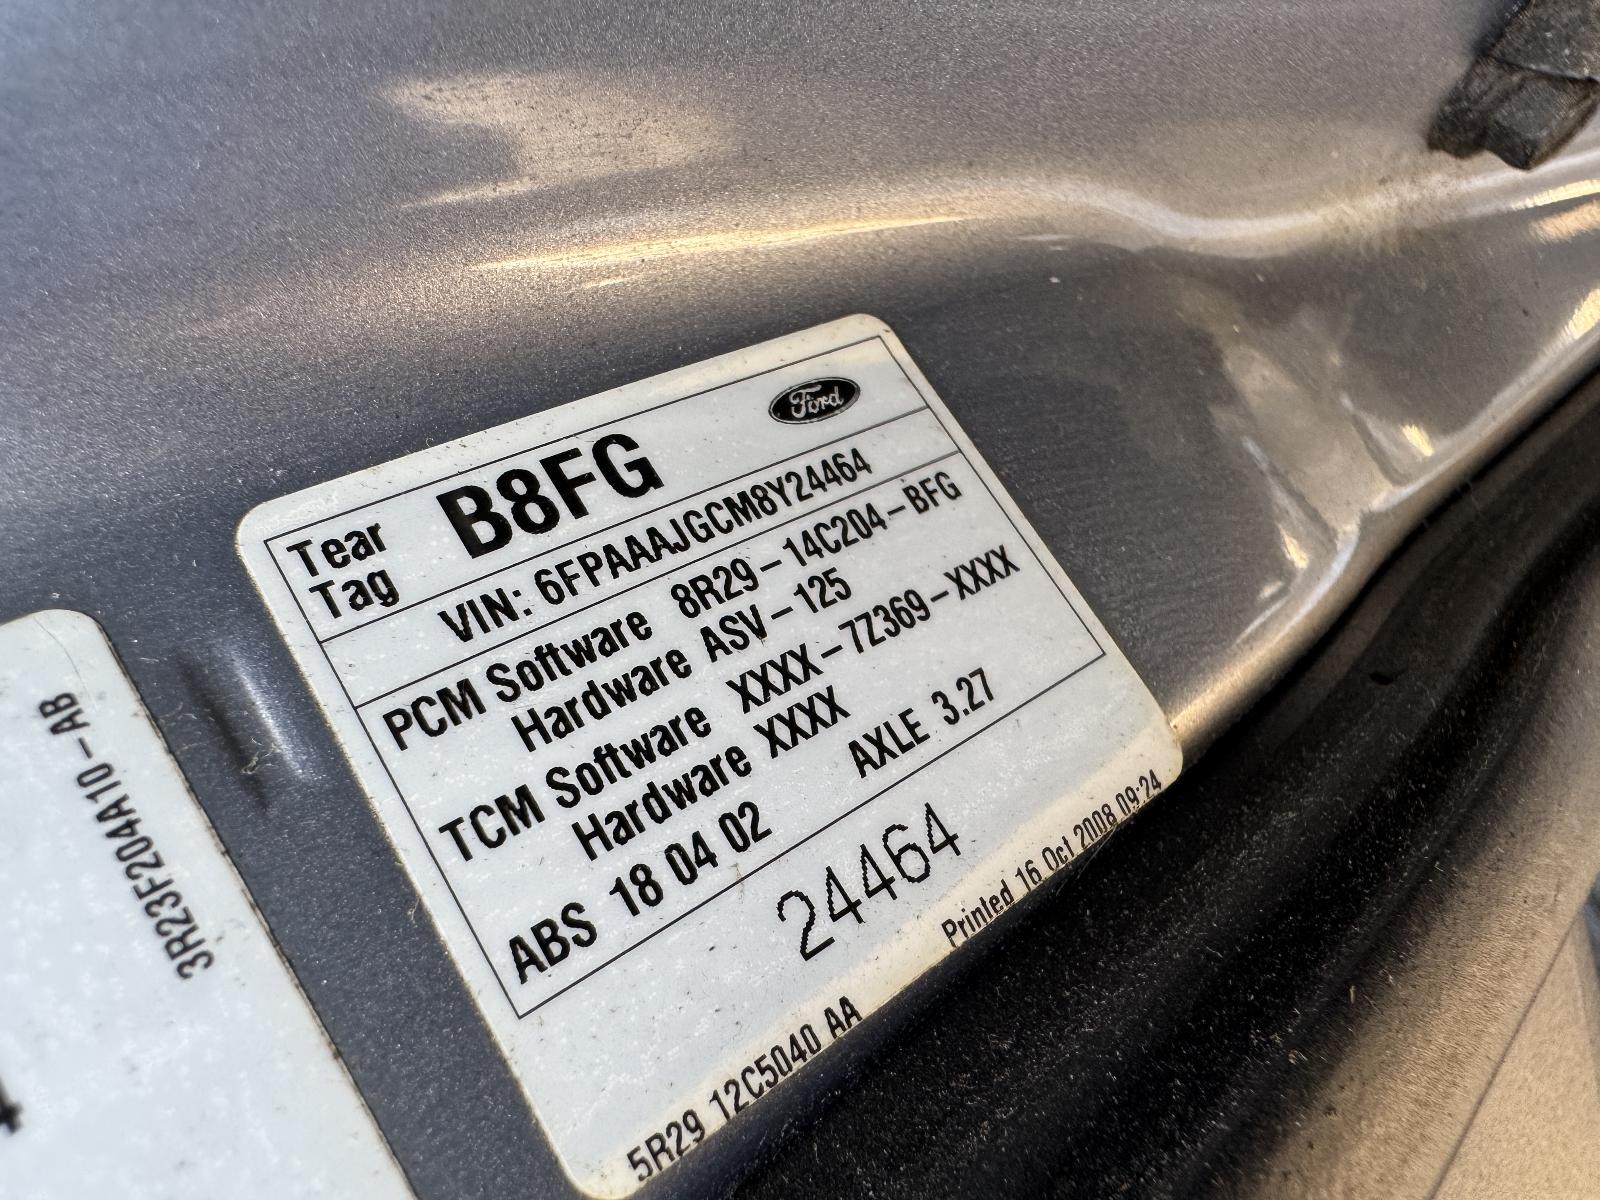 Ford
Tear
Tag
B8FG
VIN: 6FPAAAJGCM8Y24464
PCM Software 8R29-14C204-BFG
Hardware ASV-125
TCM Software XXXX-7Z369-XXXX
Hardware XXXX
ABS 18 04 02 AXLE 3.27
24464
Printed 16 Oct 2008 09:24
5R29 12C5040 AA
3R23F204A10-AB